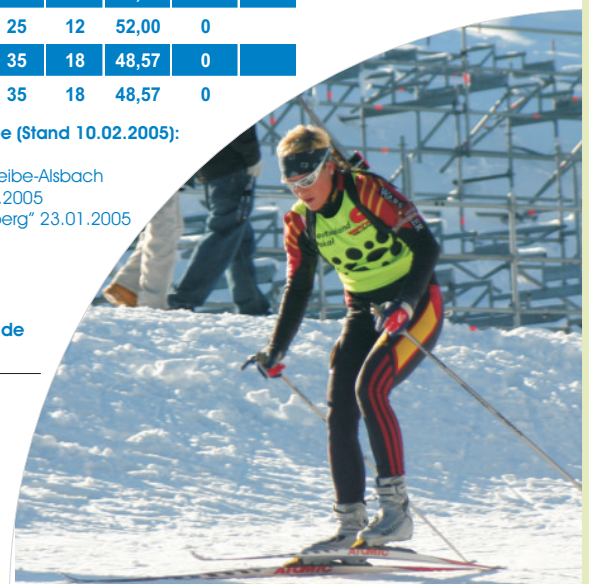 25 12 52,00 0
35 18 48,57 0
35 18 48,57 0
e (Stand 10.02.2005):
eibe-Alsbach
.2005
berg" 23.01.2005
de
ATOMIC
ATOMIC